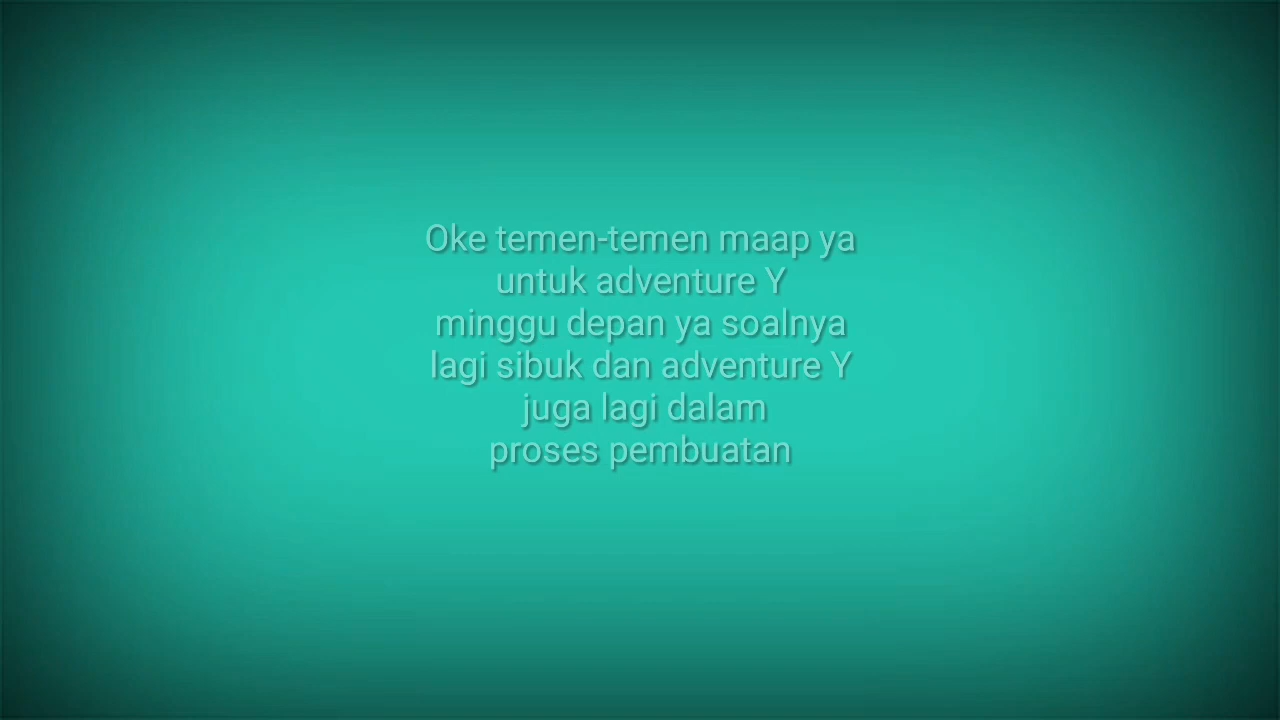 Oke temen-temen maap ya
untuk adventure Y
minggu depan ya soalnya
lagi sibuk dan adventure Y
juga lagi dalam
proses pembuatan